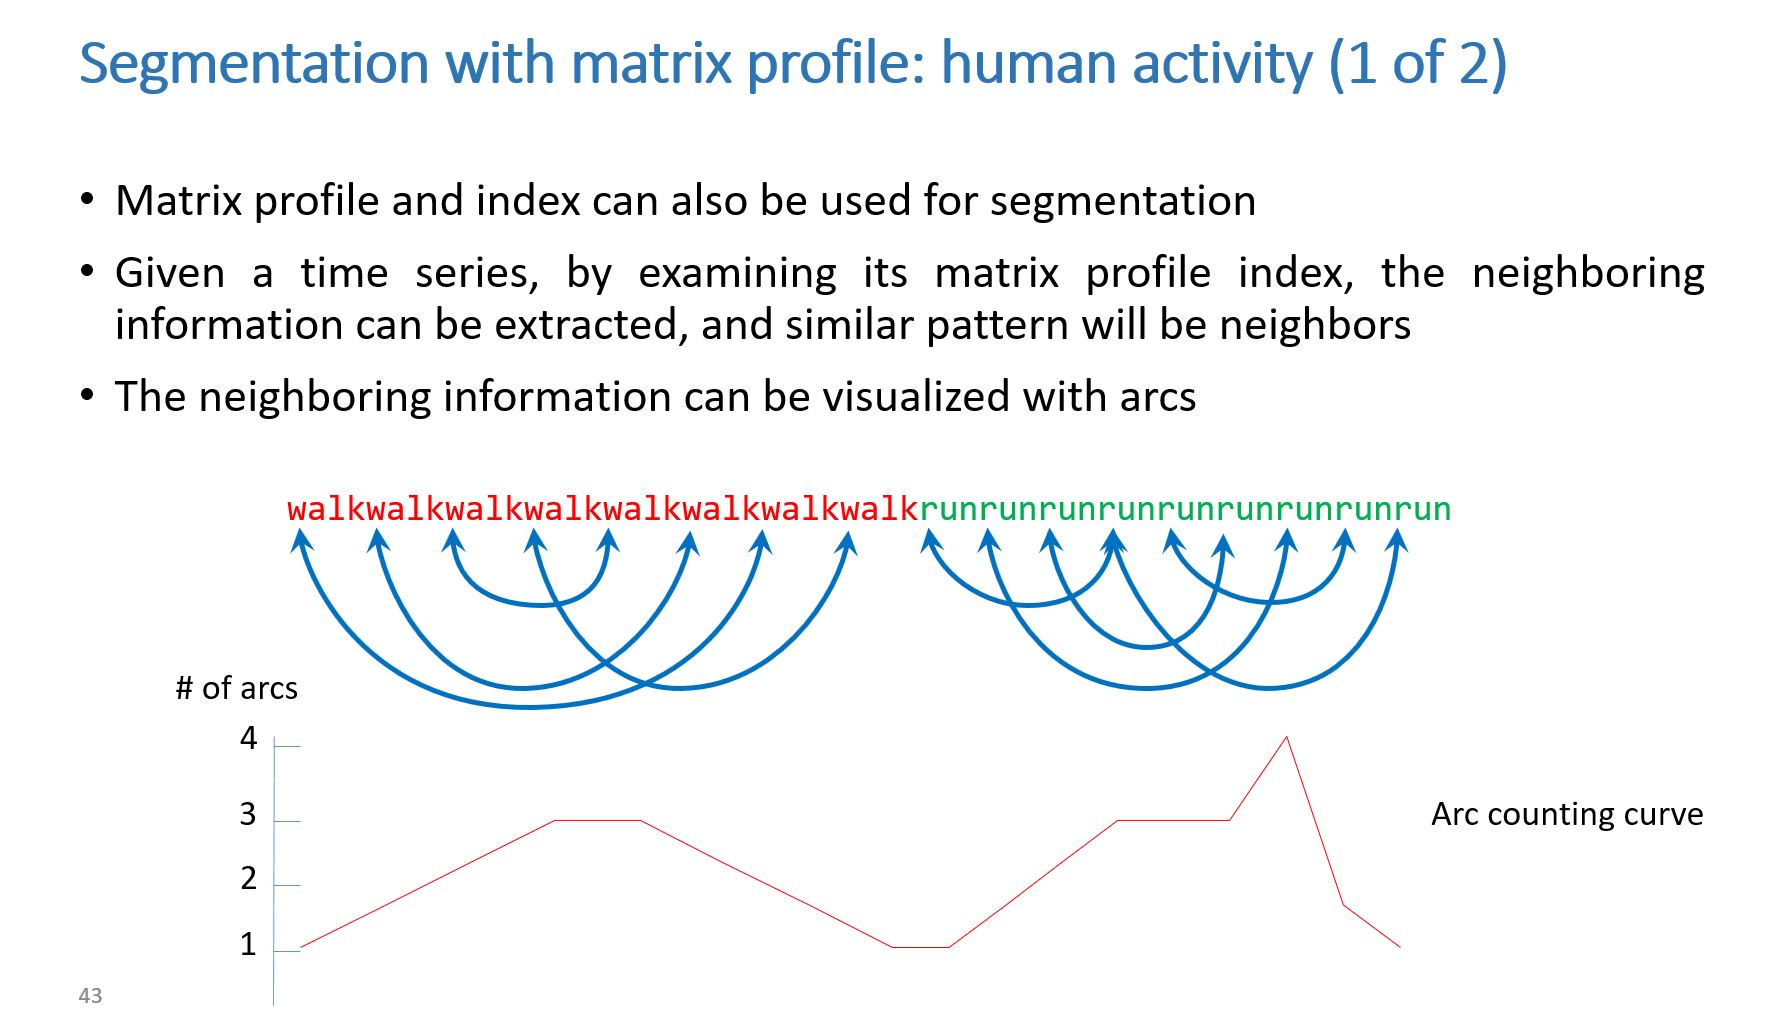 Segmentation with matrix profile: human activity (1 of 2)
• Matrix profile and index can also be used for segmentation
• Given a time series, by examining its matrix profile index, the neighboring
information can be extracted, and similar pattern will be neighbors
• The neighboring information can be visualized with arcs
walkwalkwalkwalkwalkwalkwalkwalkrunrunrunrunrunrunrunrunrun
# of arcs
4
3
Arc counting curve
2
1
43